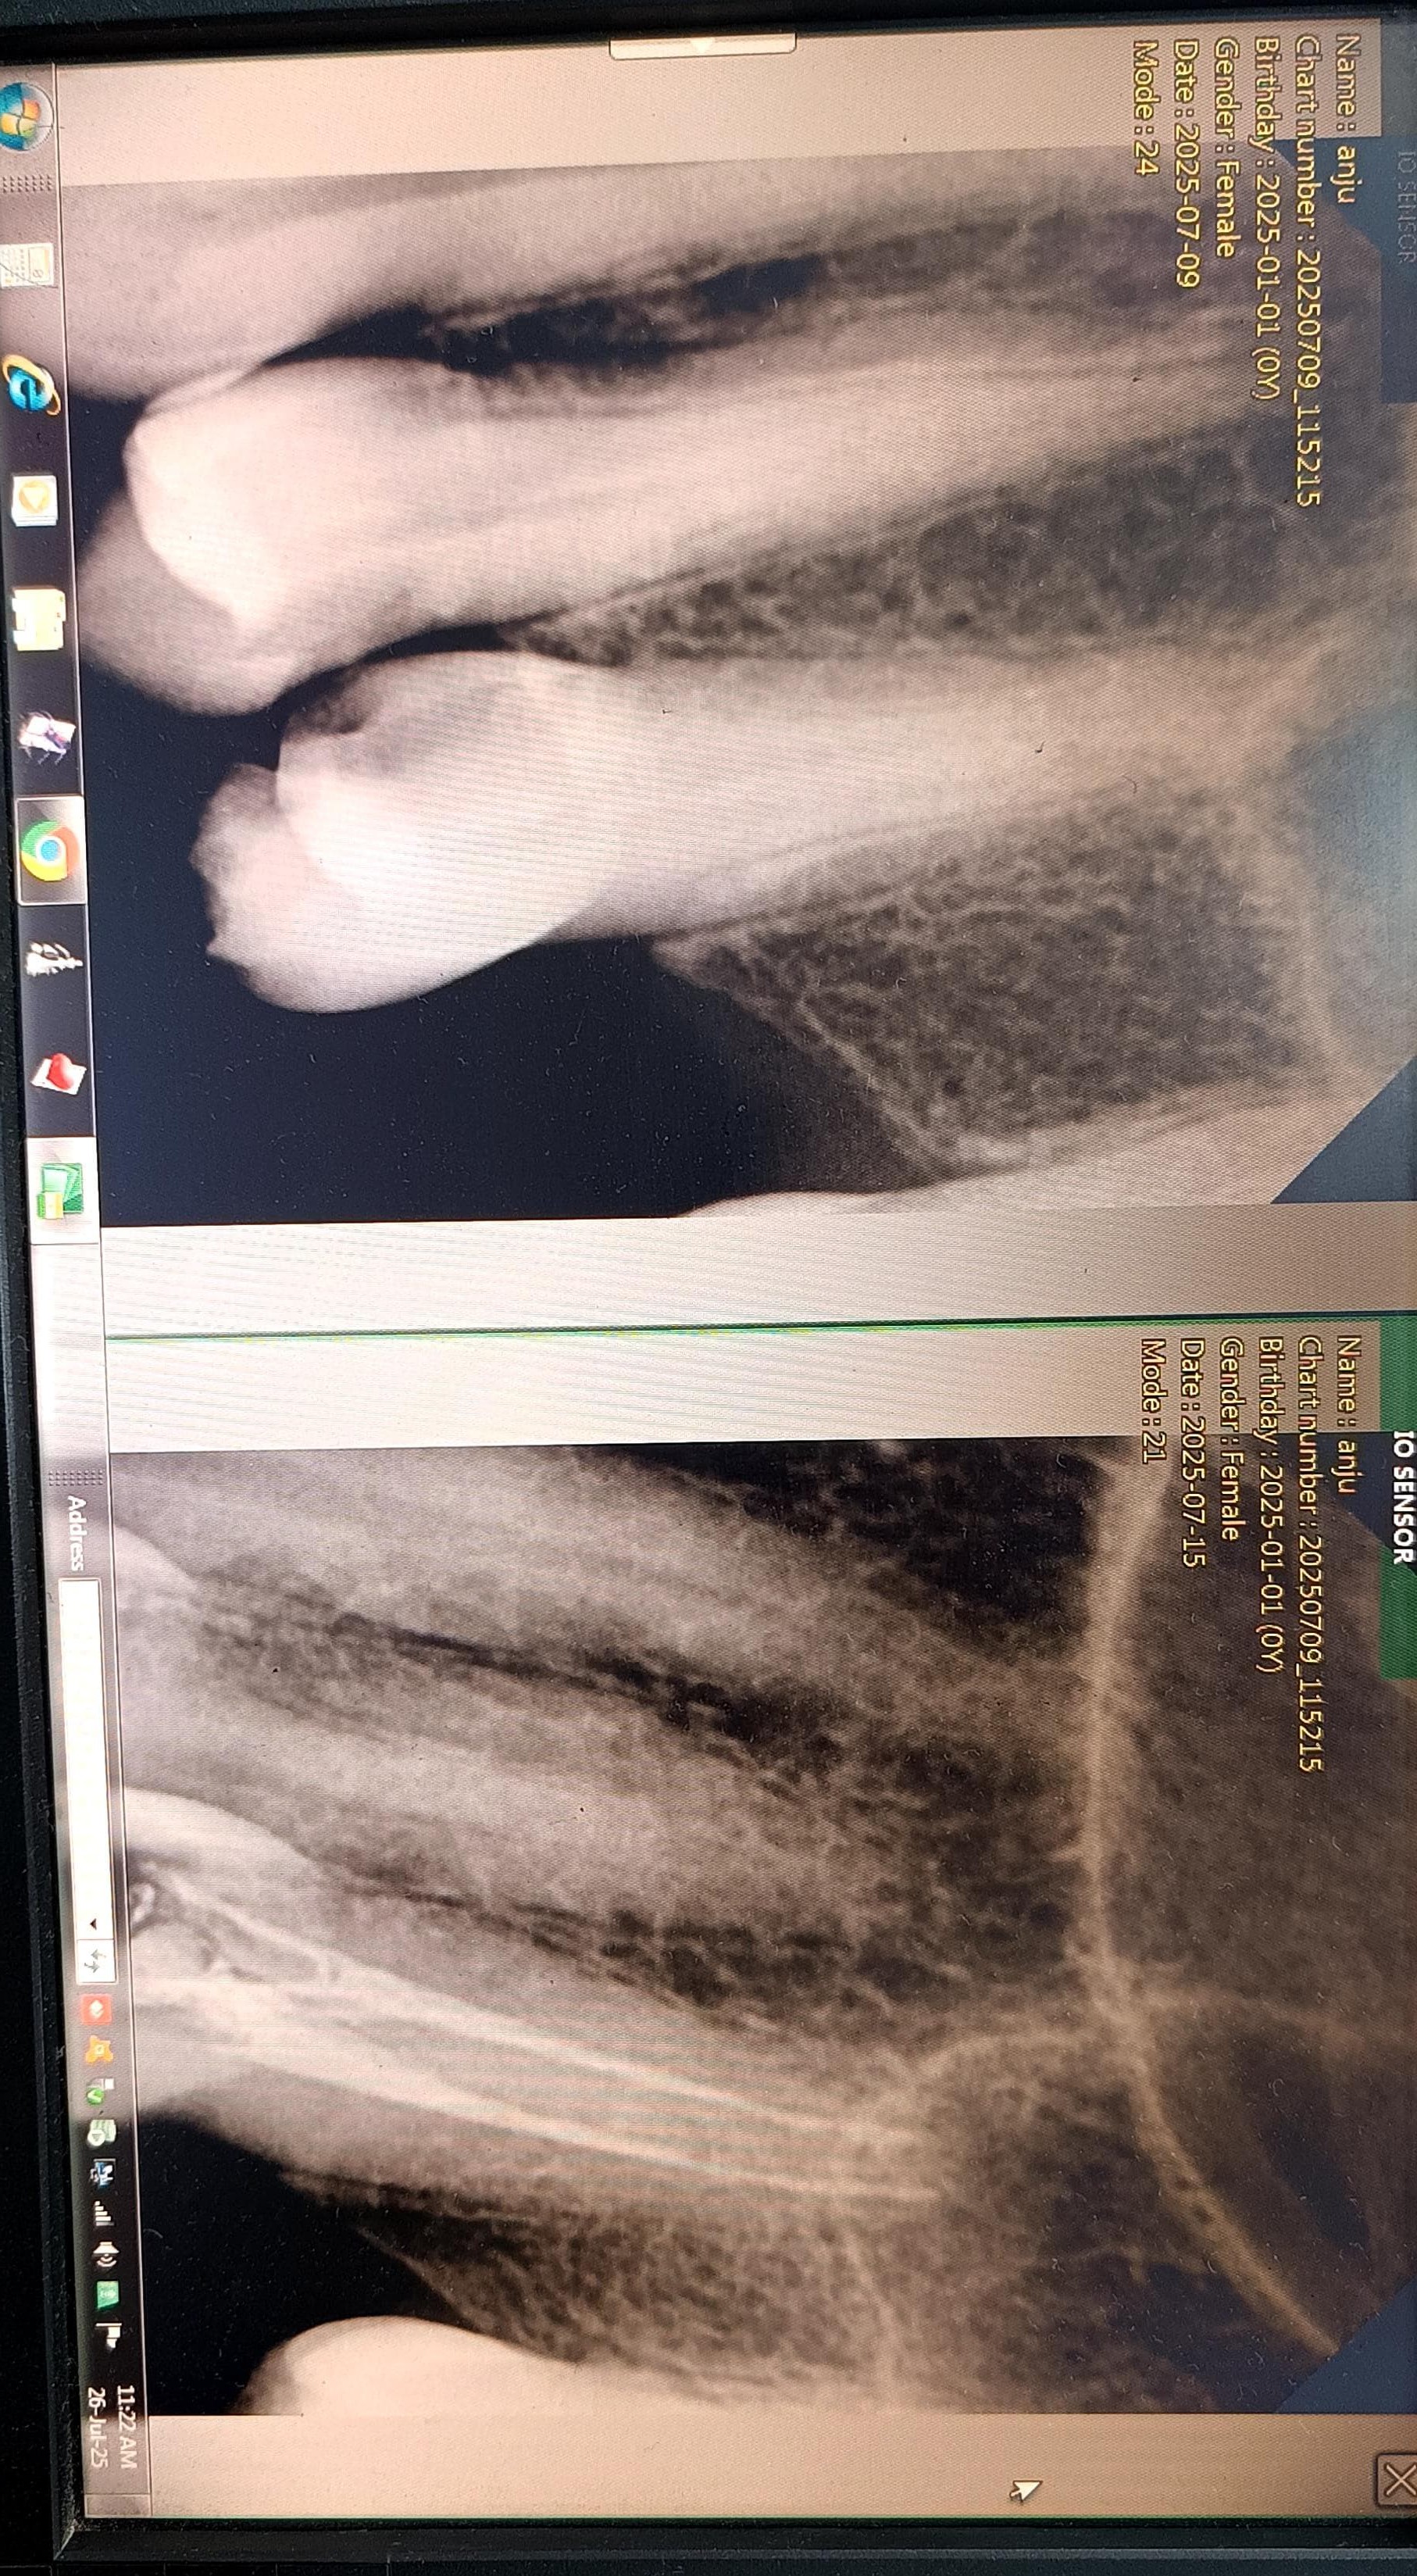 IO SENSOR
Name : anju
Chart number : 20250709_115215
Birthday : 2025-01-01 (0Y)
Gender : Female
Date : 2025-07-09
Mode : 24
IO SENSOR
Name : anju
Chart number : 20250709_115215
Birthday : 2025-01-01 (0Y)
Gender : Female
Date : 2025-07-15
Mode : 21
Address
11:22 AM
26-Jul-25